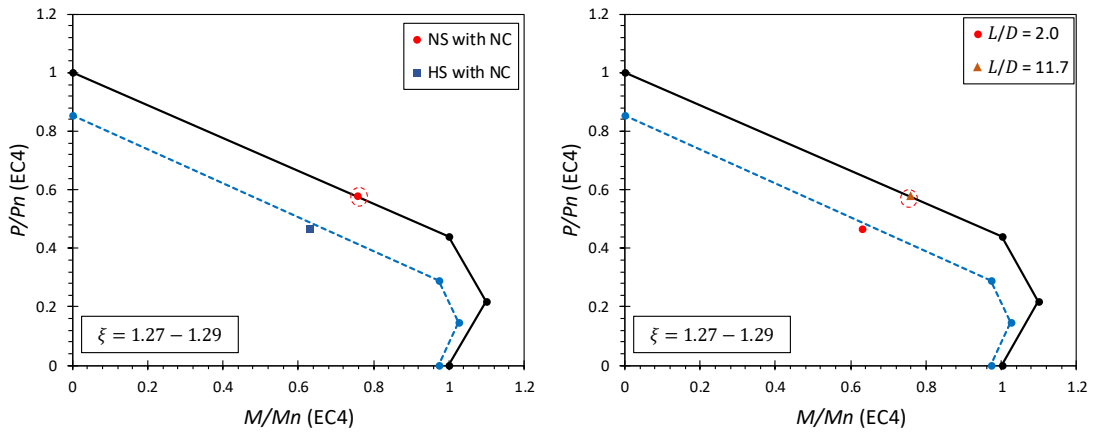 1.2
1
0.8
0.6
0.4
0.2
0
P/Pn (EC4)
NS with NC
HS with NC
ξ = 1.27 − 1.29
0 0.2 0.4 0.6 0.8 1 1.2
M/Mn (EC4)
1.2
1
0.8
0.6
0.4
0.2
0
P/Pn (EC4)
L/D = 2.0
L/D = 11.7
ξ = 1.27 − 1.29
0 0.2 0.4 0.6 0.8 1 1.2
M/Mn (EC4)